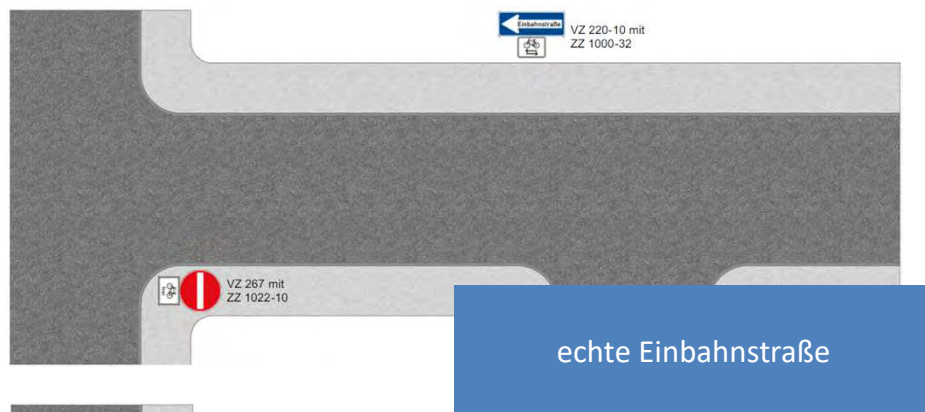 Einbahnstraße
VZ 220-10 mit
ZZ 1000-32
VZ 267 mit
ZZ 1022-10
echte Einbahnstraße